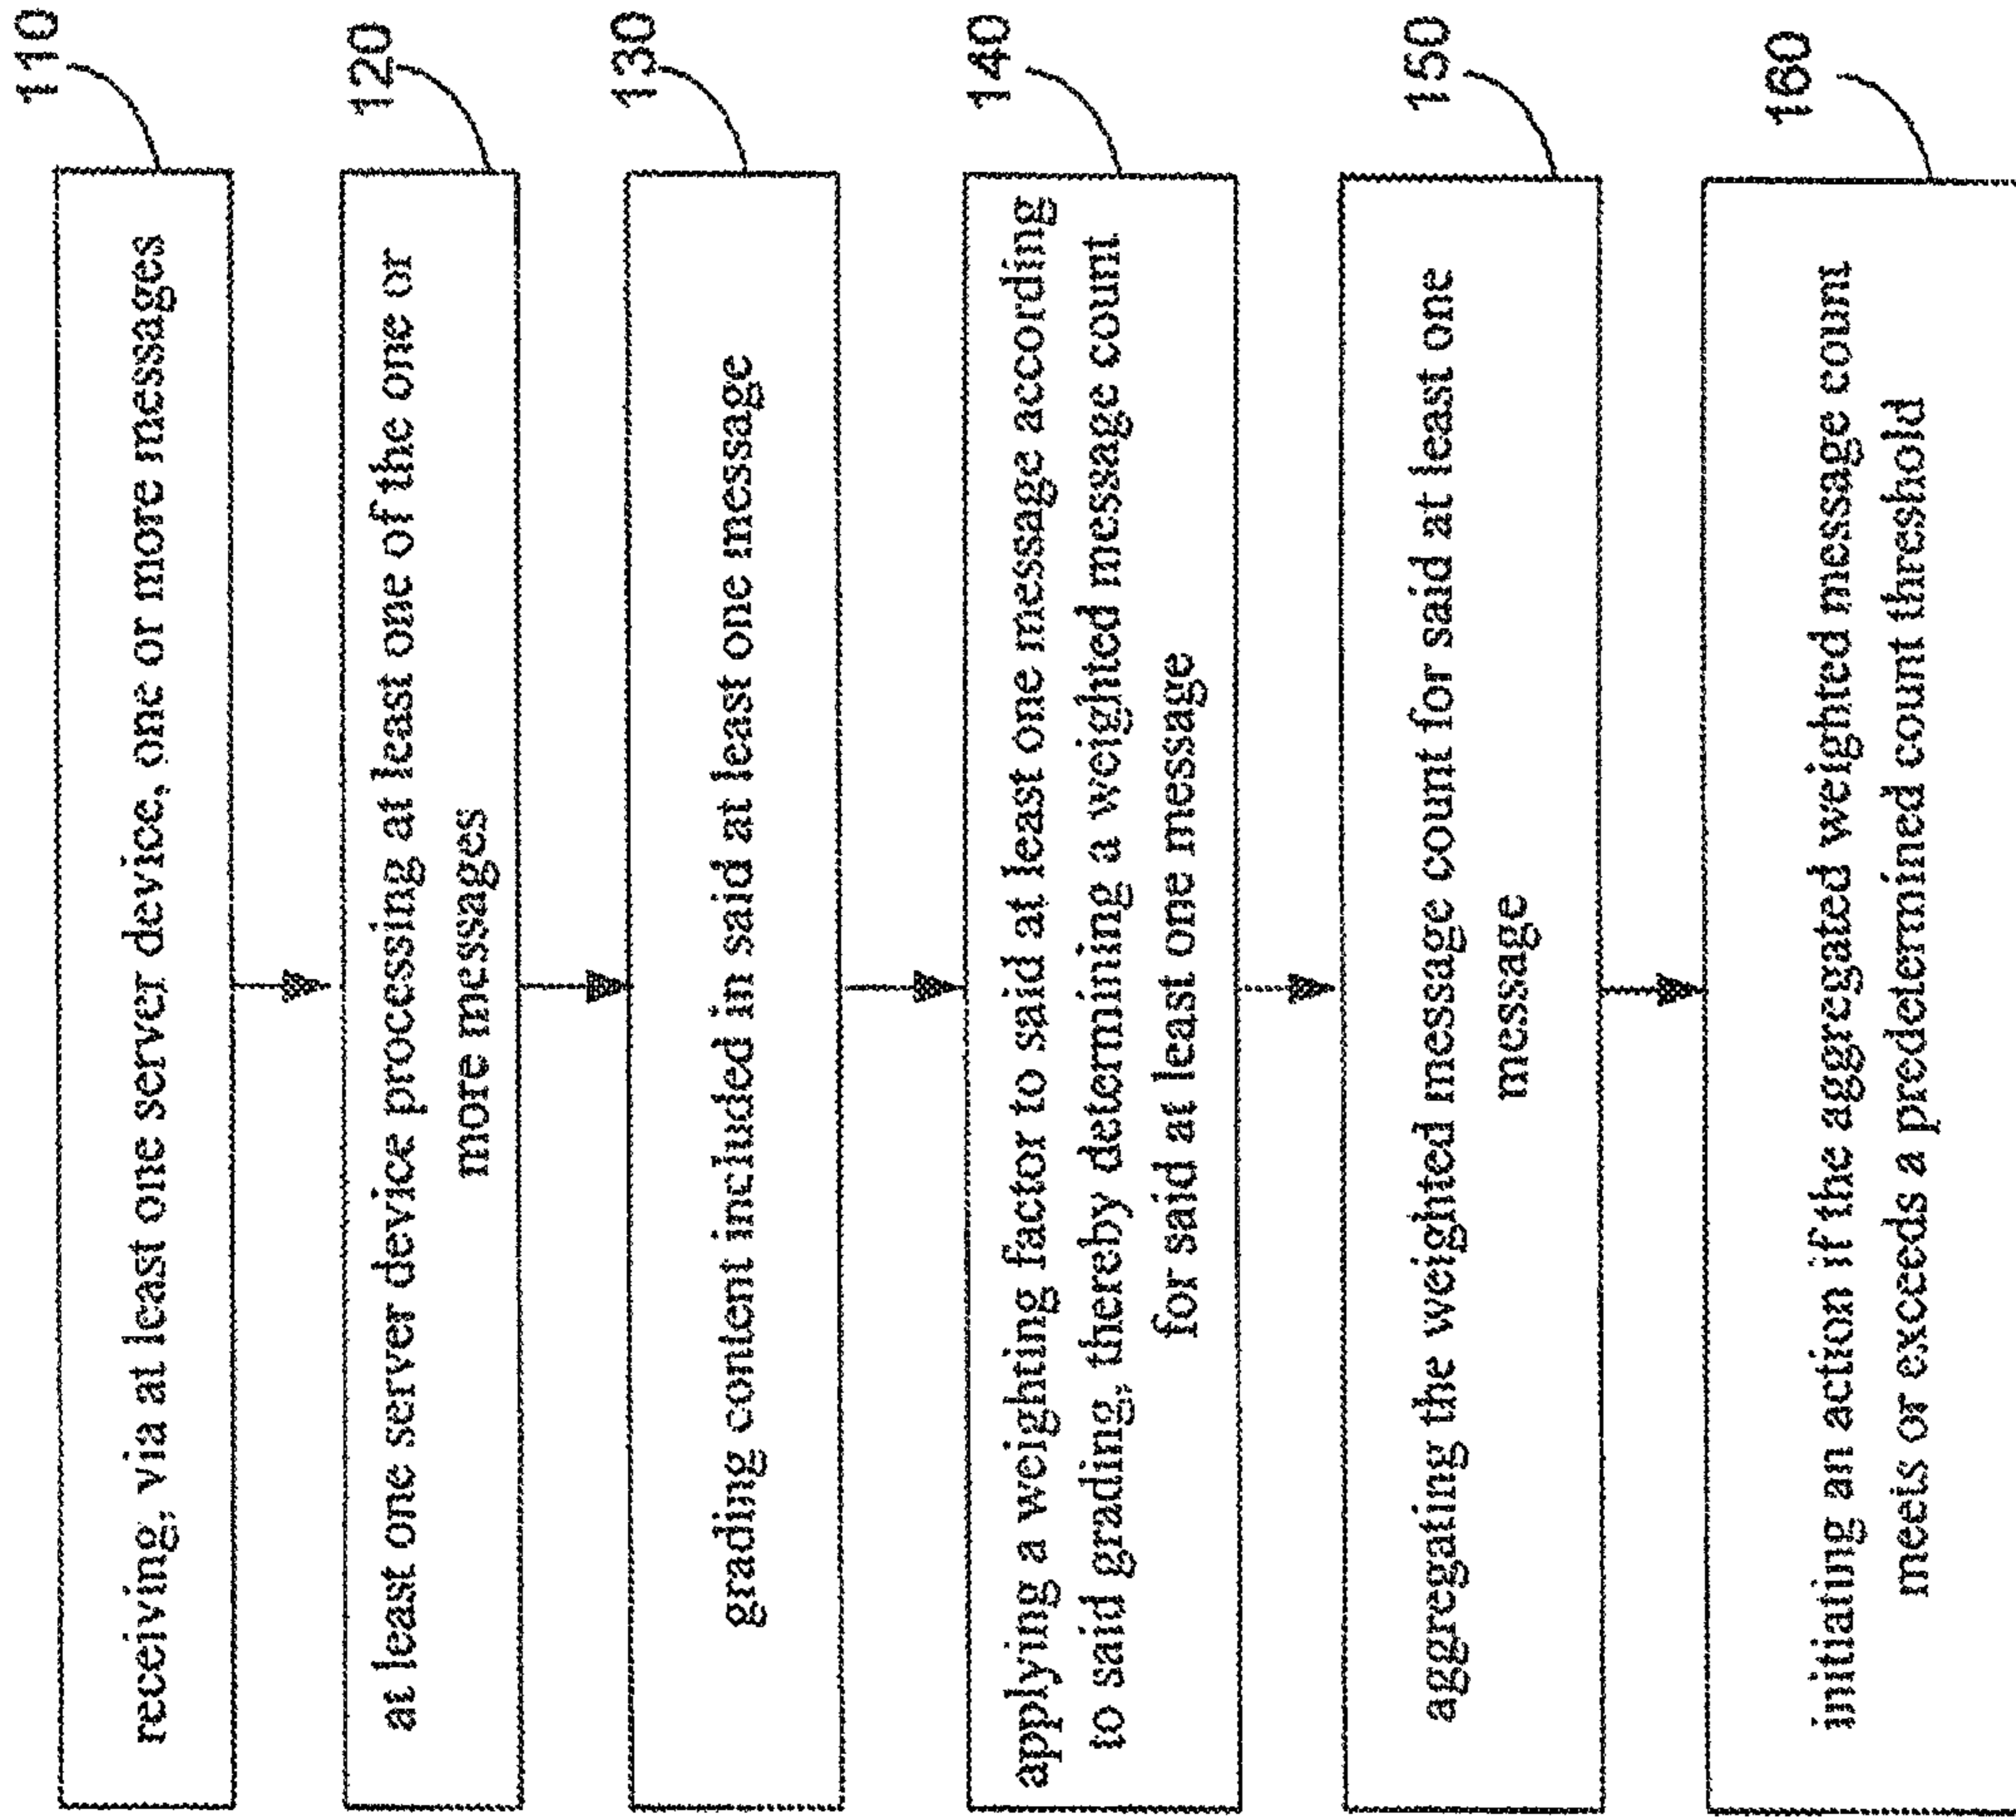 110
receiving, via at least one server device, one or more messages
120
at least one server device processing at least one of the one or
more messages
130
grading content included in said at least one message
140
applying a weighting factor to said at least one message according
to said grading, thereby determining a weighted message count
for said at least one message
150
aggregating the weighted message count for said at least one
message
160
initiating an action if the aggregated weighted message count
meets or exceeds a predetermined count threshold